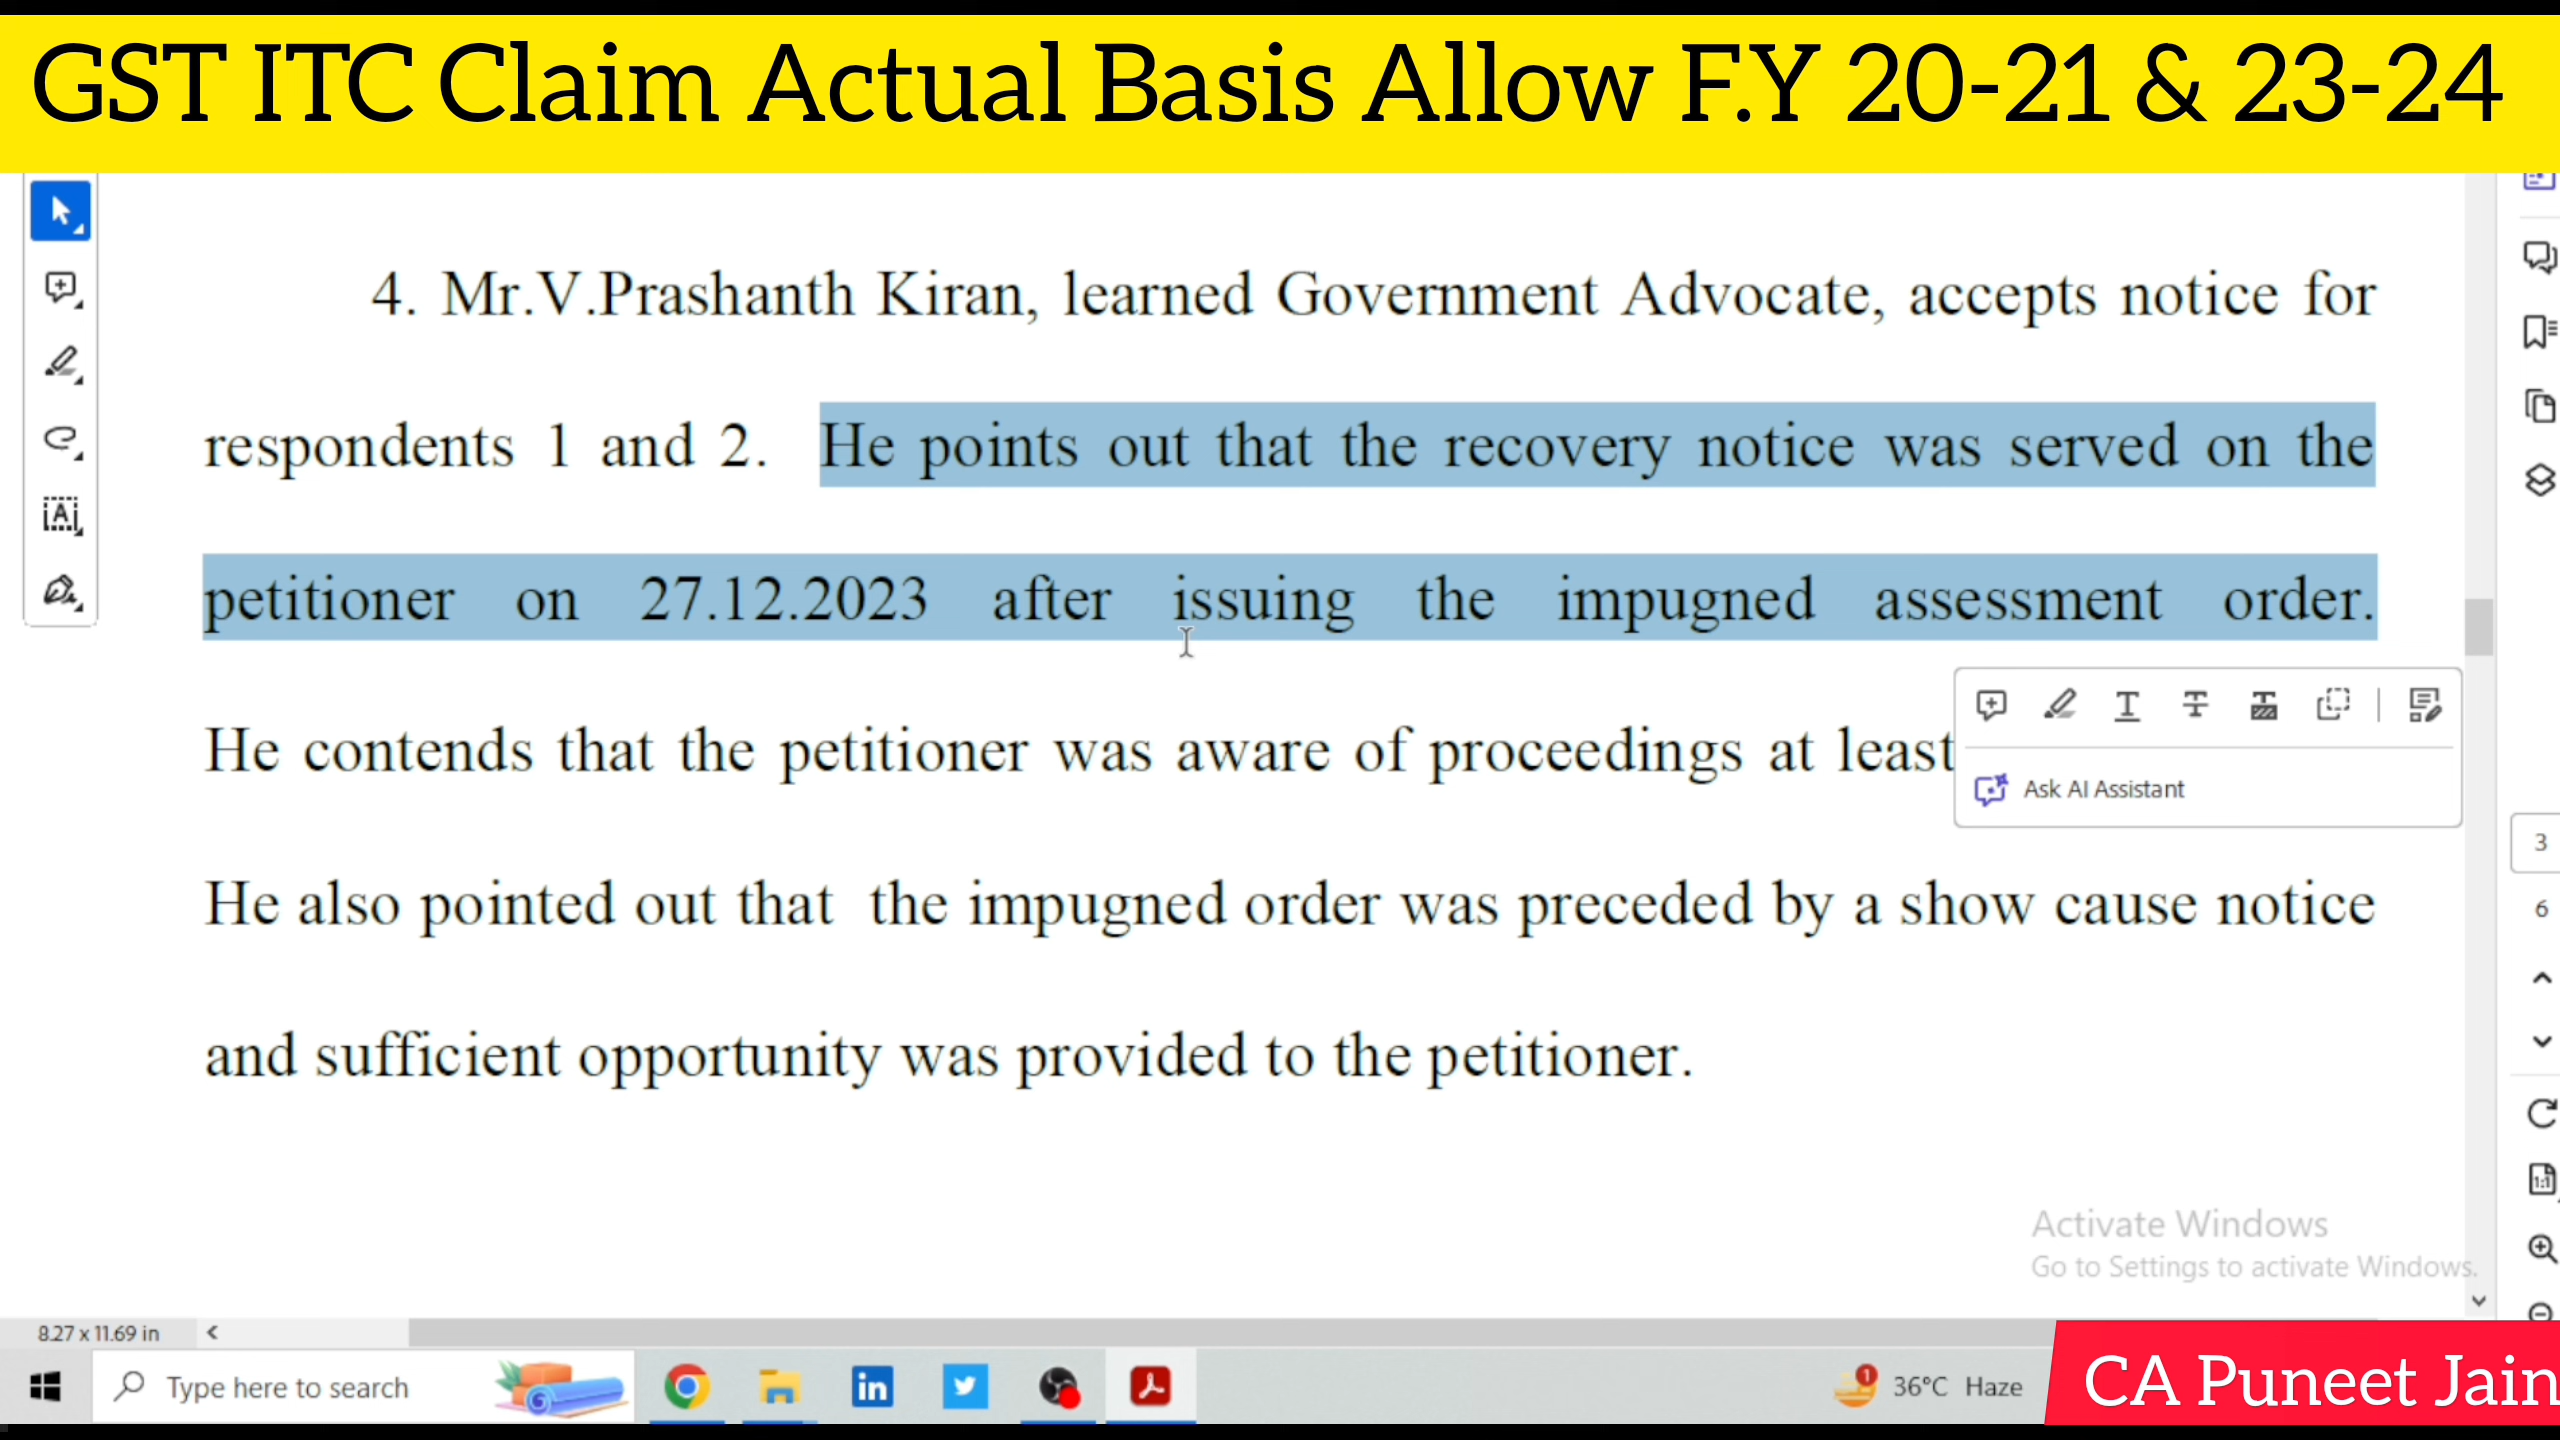 GST ITC Claim Actual Basis Allow F.Y 20-21 & 23-24
4. Mr.V.Prashanth Kiran, learned Government Advocate, accepts notice for
respondents 1 and 2. He points out that the recovery notice was served on the
petitioner on 27.12.2023 after issuing the impugned assessment order.
He contends that the petitioner was aware of proceedings at least
Ask AI Assistant
He also pointed out that the impugned order was preceded by a show cause notice
and sufficient opportunity was provided to the petitioner.
3
6
Activate Windows
Go to Settings to activate Windows.
8.27 x 11.69 in
Type here to search
1
36°C Haze
CA Puneet Jain